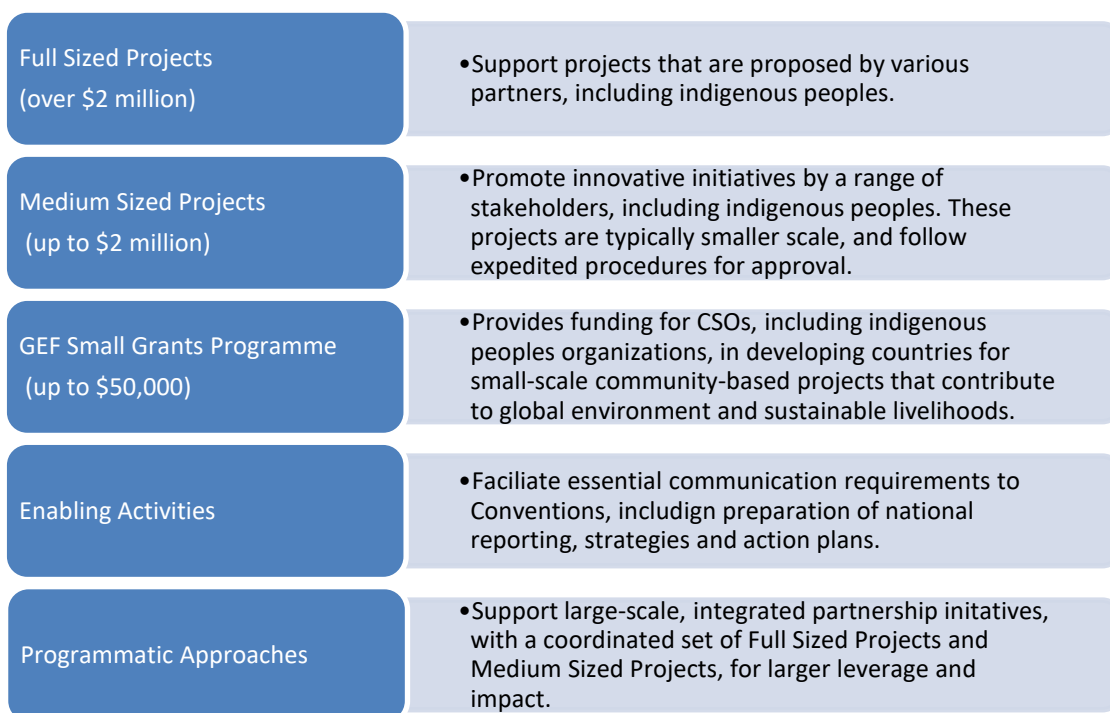 Full Sized Projects
(over $2 million)
•Support projects that are proposed by various
partners, including indigenous peoples.
Medium Sized Projects
(up to $2 million)
•Promote innovative initiatives by a range of
stakeholders, including indigenous peoples. These
projects are typically smaller scale, and follow
expedited procedures for approval.
GEF Small Grants Programme
(up to $50,000)
•Provides funding for CSOs, including indigenous
peoples organizations, in developing countries for
small-scale community-based projects that contribute
to global environment and sustainable livelihoods.
Enabling Activities
•Faciliate essential communication requirements to
Conventions, includign preparation of national
reporting, strategies and action plans.
Programmatic Approaches
•Support large-scale, integrated partnership initatives,
with a coordinated set of Full Sized Projects and
Medium Sized Projects, for larger leverage and
impact.